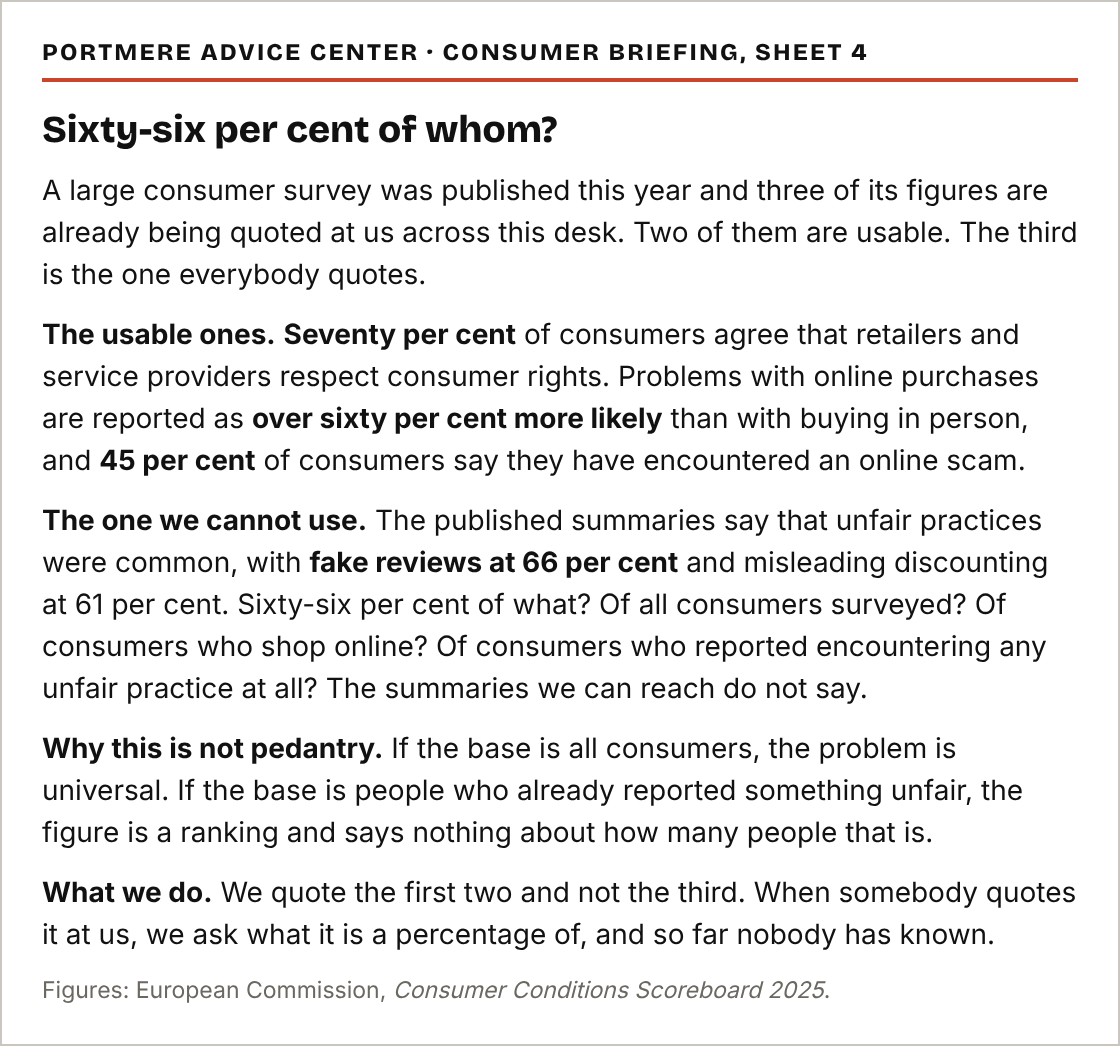 PORTMERE ADVICE CENTER · CONSUMER BRIEFING, SHEET 4
Sixty-six per cent of whom?
A large consumer survey was published this year and three of its figures are
already being quoted at us across this desk. Two of them are usable. The third
is the one everybody quotes.
The usable ones. Seventy per cent of consumers agree that retailers and
service providers respect consumer rights. Problems with online purchases
are reported as over sixty per cent more likely than with buying in person,
and 45 per cent of consumers say they have encountered an online scam.
The one we cannot use. The published summaries say that unfair practices
were common, with fake reviews at 66 per cent and misleading discounting
at 61 per cent. Sixty-six per cent of what? Of all consumers surveyed? Of
consumers who shop online? Of consumers who reported encountering any
unfair practice at all? The summaries we can reach do not say.
Why this is not pedantry. If the base is all consumers, the problem is
universal. If the base is people who already reported something unfair, the
figure is a ranking and says nothing about how many people that is.
What we do. We quote the first two and not the third. When somebody quotes
it at us, we ask what it is a percentage of, and so far nobody has known.
Figures: European Commission, Consumer Conditions Scoreboard 2025.